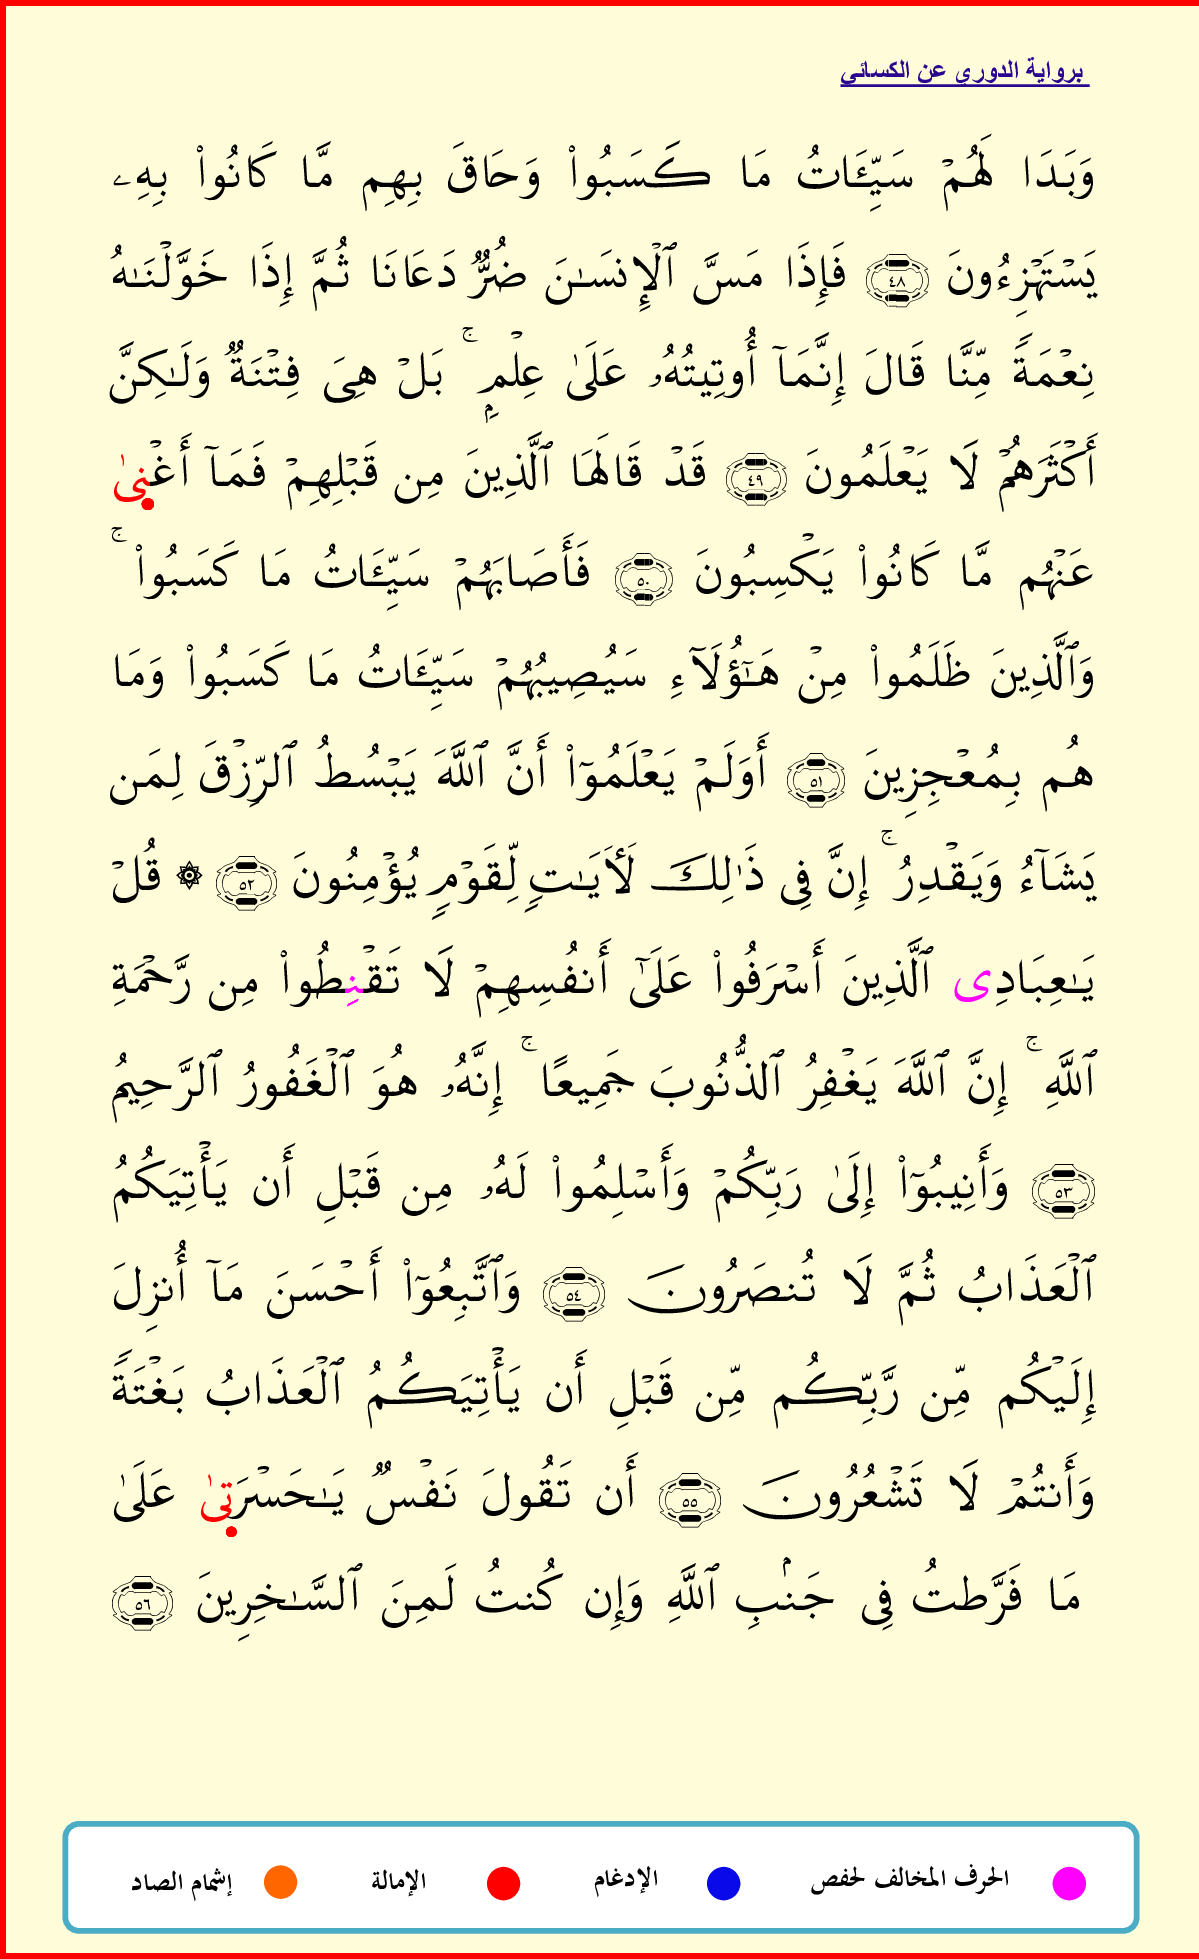 برواية الدوري عن الكسائي
وَبَدَا لَهُمۡ سَيِّـَٔاتُ مَا كَسَبُواْ وَحَاقَ بِهِم مَّا كَانُواْ بِهِۦ
يَسۡتَهۡزِءُونَ ٤٨ فَإِذَا مَسَّ ٱلۡإِنسَٰنَ ضُرّٞ دَعَانَا ثُمَّ إِذَا خَوَّلۡنَٰهُ
نِعۡمَةٗ مِّنَّا قَالَ إِنَّمَآ أُوتِيتُهُۥ عَلَىٰ عِلۡمِۭۚ بَلۡ هِيَ فِتۡنَةٞ وَلَٰكِنَّ
أَكۡثَرَهُمۡ لَا يَعۡلَمُونَ ٤٩ قَدۡ قَالَهَا ٱلَّذِينَ مِن قَبۡلِهِمۡ فَمَآ أَغۡنِىٰ
عَنۡهُم مَّا كَانُواْ يَكۡسِبُونَ ٥٠ فَأَصَابَهُمۡ سَيِّـَٔاتُ مَا كَسَبُواْۚ
وَٱلَّذِينَ ظَلَمُواْ مِنۡ هَٰٓؤُلَآءِ سَيُصِيبُهُمۡ سَيِّـَٔاتُ مَا كَسَبُواْ وَمَا
هُم بِمُعۡجِزِينَ ٥١ أَوَلَمۡ يَعۡلَمُوٓاْ أَنَّ ٱللَّهَ يَبۡسُطُ ٱلرِّزۡقَ لِمَن
يَشَآءُ وَيَقۡدِرُۚ إِنَّ فِي ذَٰلِكَ لَأٓيَٰتٖ لِّقَوۡمٖ يُؤۡمِنُونَ ٥٢ ۞ قُلۡ
يَٰعِبَادِي ٱلَّذِينَ أَسۡرَفُواْ عَلَىٰٓ أَنفُسِهِمۡ لَا تَقۡنِطُواْ مِن رَّحۡمَةِ
ٱللَّهِۚ إِنَّ ٱللَّهَ يَغۡفِرُ ٱلذُّنُوبَ جَمِيعًاۚ إِنَّهُۥ هُوَ ٱلۡغَفُورُ ٱلرَّحِيمُ
٥٣ وَأَنِيبُوٓاْ إِلَىٰ رَبِّكُمۡ وَأَسۡلِمُواْ لَهُۥ مِن قَبۡلِ أَن يَأۡتِيَكُمُ
ٱلۡعَذَابُ ثُمَّ لَا تُنصَرُونَ ٥٤ وَٱتَّبِعُوٓاْ أَحۡسَنَ مَآ أُنزِلَ
إِلَيۡكُم مِّن رَّبِّكُم مِّن قَبۡلِ أَن يَأۡتِيَكُمُ ٱلۡعَذَابُ بَغۡتَةٗ
وَأَنتُمۡ لَا تَشۡعُرُونَ ٥٥ أَن تَقُولَ نَفۡسٞ يَٰحَسۡرَتِىٰ عَلَىٰ
مَا فَرَّطتُ فِي جَنۢبِ ٱللَّهِ وَإِن كُنتُ لَمِنَ ٱلسَّٰخِرِينَ ٥٦
الحرف المخالف لحفص الإدغام الإمالة إشمام الصاد